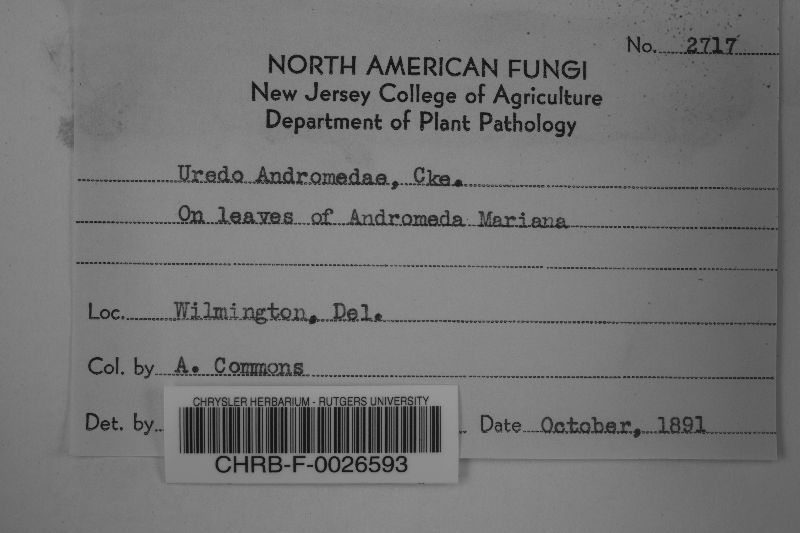 No. 2717
NORTH AMERICAN FUNGI
New Jersey College of Agriculture
Department of Plant Pathology
Uredo Andromedae, Cke.
On leaves of Andromeda Mariana
Loc. Wilmington, Del.
Col. by A. Commons
Det. by Date October, 1891
CHRYSLER HERBARIUM - RUTGERS UNIVERSITY
CHRB-F-0026593